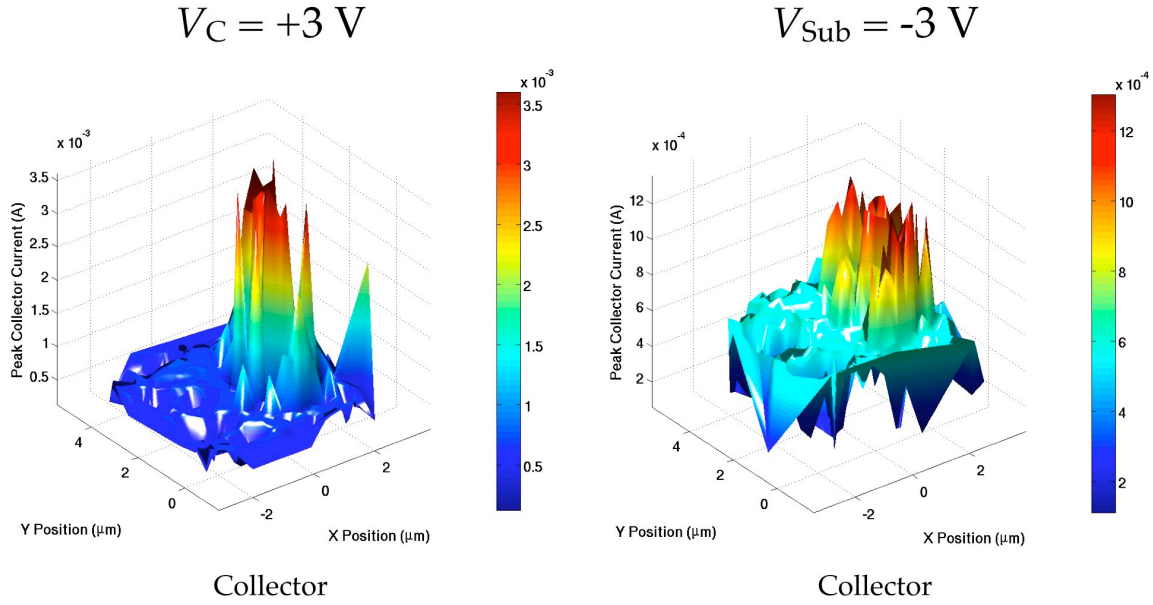 V_C = +3 V
V_Sub = -3 V
x 10^-3
3.5
3
2.5
2
1.5
1
0.5
Peak Collector Current (A)
4
2
0
Y Position (μm)
-2
0
2
X Position (μm)
x 10^-3
3.5
3
2.5
2
1.5
1
0.5
x 10^-4
12
10
8
6
4
2
Peak Collector Current (A)
4
2
0
Y Position (μm)
-2
0
2
X Position (μm)
x 10^-4
12
10
8
6
4
2
Collector
Collector